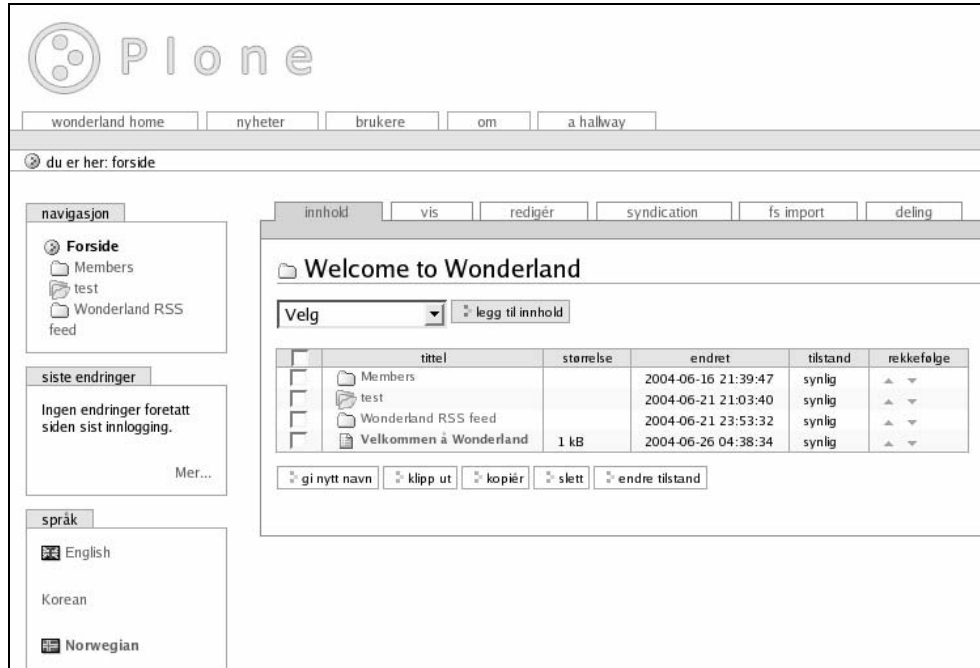 Plone
wonderland home nyheter brukere om a hallway
du er her: forside
navigasjon
Forside
Members
test
Wonderland RSS
feed
siste endringer
Ingen endringer foretatt
siden sist innlogging.
Mer...
språk
English
Korean
Norwegian
innhold vis redigér syndication fs import deling
Welcome to Wonderland
Velg legg til innhold
tittel størrelse endret tilstand rekkefølge
Members 2004-06-16 21:39:47 synlig
test 2004-06-21 21:03:40 synlig
Wonderland RSS feed 2004-06-21 23:53:32 synlig
Velkommen å Wonderland 1 kB 2004-06-26 04:38:34 synlig
gi nytt navn klipp ut kopiér slett endre tilstand